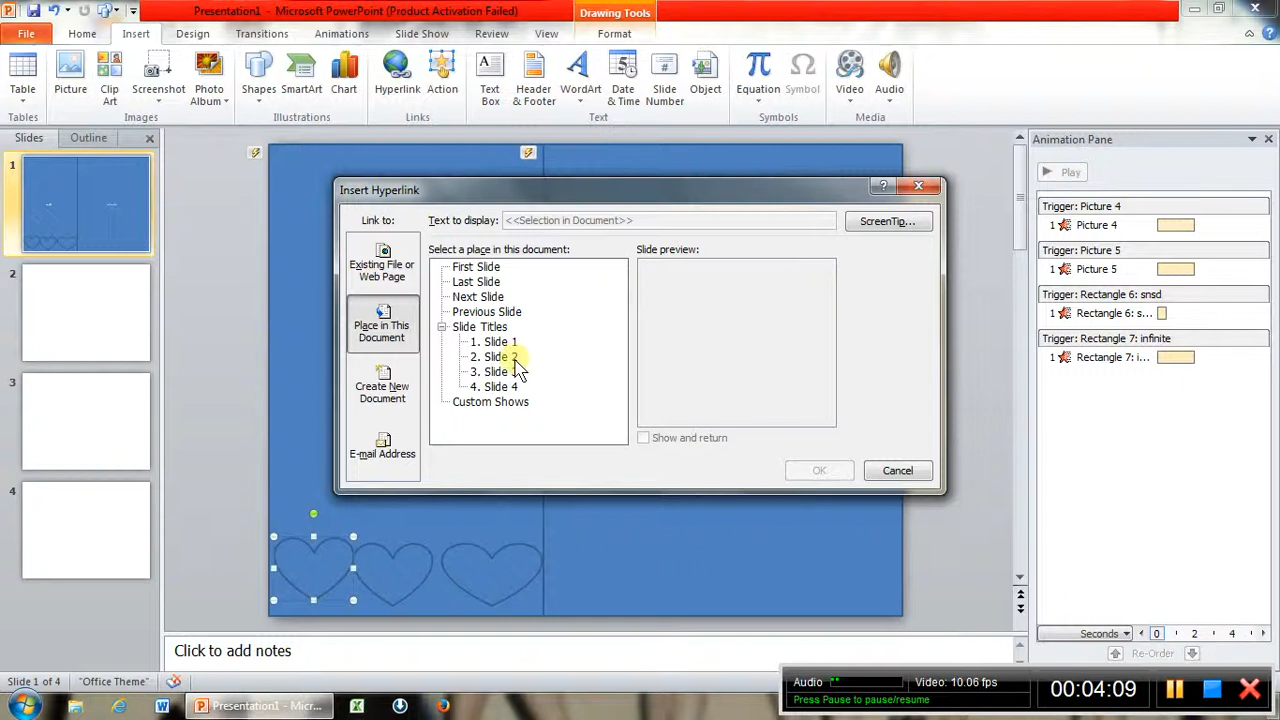 Presentation1 - Microsoft PowerPoint (Product Activation Failed)
Drawing Tools
File Home Insert Design Transitions Animations Slide Show Review View Format
Table Picture Clip Art Screenshot Photo Album Shapes SmartArt Chart Hyperlink Action Text Box Header & Footer WordArt Date & Time Slide Number Object Equation Symbol Video Audio
Tables Images Illustrations Links Text Symbols Media
Slides Outline
Animation Pane
Play
1
2
3
4
Insert Hyperlink
Link to:
Text to display: <<Selection in Document>>
ScreenTip...
Existing File or Web Page
Place in This Document
Create New Document
E-mail Address
Select a place in this document:
First Slide
Last Slide
Next Slide
Previous Slide
Slide Titles
1. Slide 1
2. Slide 2
3. Slide
4. Slide 4
Custom Shows
Slide preview:
Show and return
OK
Cancel
Trigger: Picture 4
1 Picture 4
Trigger: Picture 5
1 Picture 5
Trigger: Rectangle 6: snsd
1 Rectangle 6: s...
Trigger: Rectangle 7: infinite
1 Rectangle 7: i...
Seconds 0 2 4
Re-Order
Click to add notes
Slide 1 of 4
"Office Theme"
Presentation1 - Micros...
Audio
Video: 10.06 fps
Press Pause to pause/resume
00:04:09